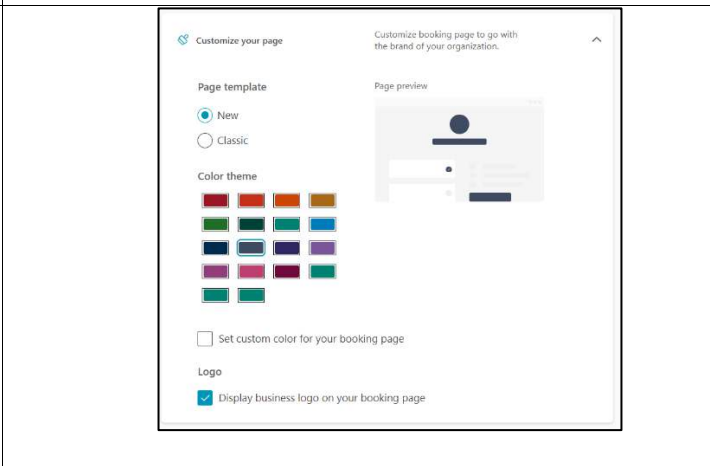 Customize your page
Customize booking page to go with
the brand of your organization.
Page template
Page preview
New
Classic
Color theme
Set custom color for your booking page
Logo
Display business logo on your booking page